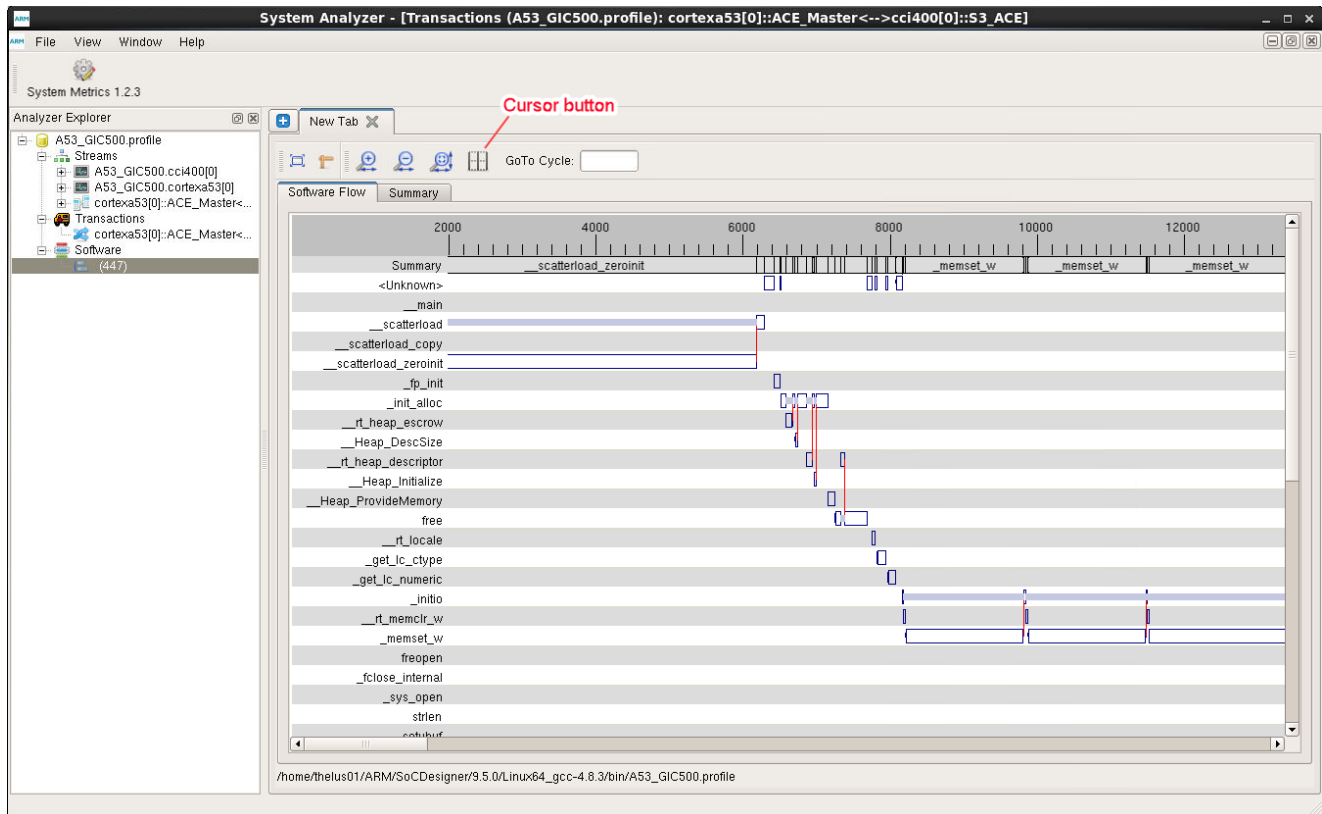 ARM
System Analyzer - [Transactions (A53_GIC500.profile): cortexa53[0]::ACE_Master<-->cci400[0]::S3_ACE]
ARM File View Window Help
System Metrics 1.2.3
Cursor button
Analyzer Explorer
New Tab
A53_GIC500.profile
Streams
A53_GIC500.cci400[0]
A53_GIC500.cortexa53[0]
cortexa53[0]::ACE_Master<...
Transactions
cortexa53[0]::ACE_Master<...
Software
(447)
GoTo Cycle:
Software Flow Summary
2000 4000 6000 8000 10000 12000
Summary __scatterload_zeroinit _memset_w _memset_w _memset_w
<Unknown>
__main
__scatterload
__scatterload_copy
__scatterload_zeroinit
_fp_init
_init_alloc
__rt_heap_escrow
__Heap_DescSize
__rt_heap_descriptor
__Heap_Initialize
__Heap_ProvideMemory
free
__rt_locale
_get_lc_ctype
_get_lc_numeric
_initio
__rt_memclr_w
_memset_w
freopen
_fclose_internal
_sys_open
strlen
/home/thelus01/ARM/SoCDesigner/9.5.0/Linux64_gcc-4.8.3/bin/A53_GIC500.profile